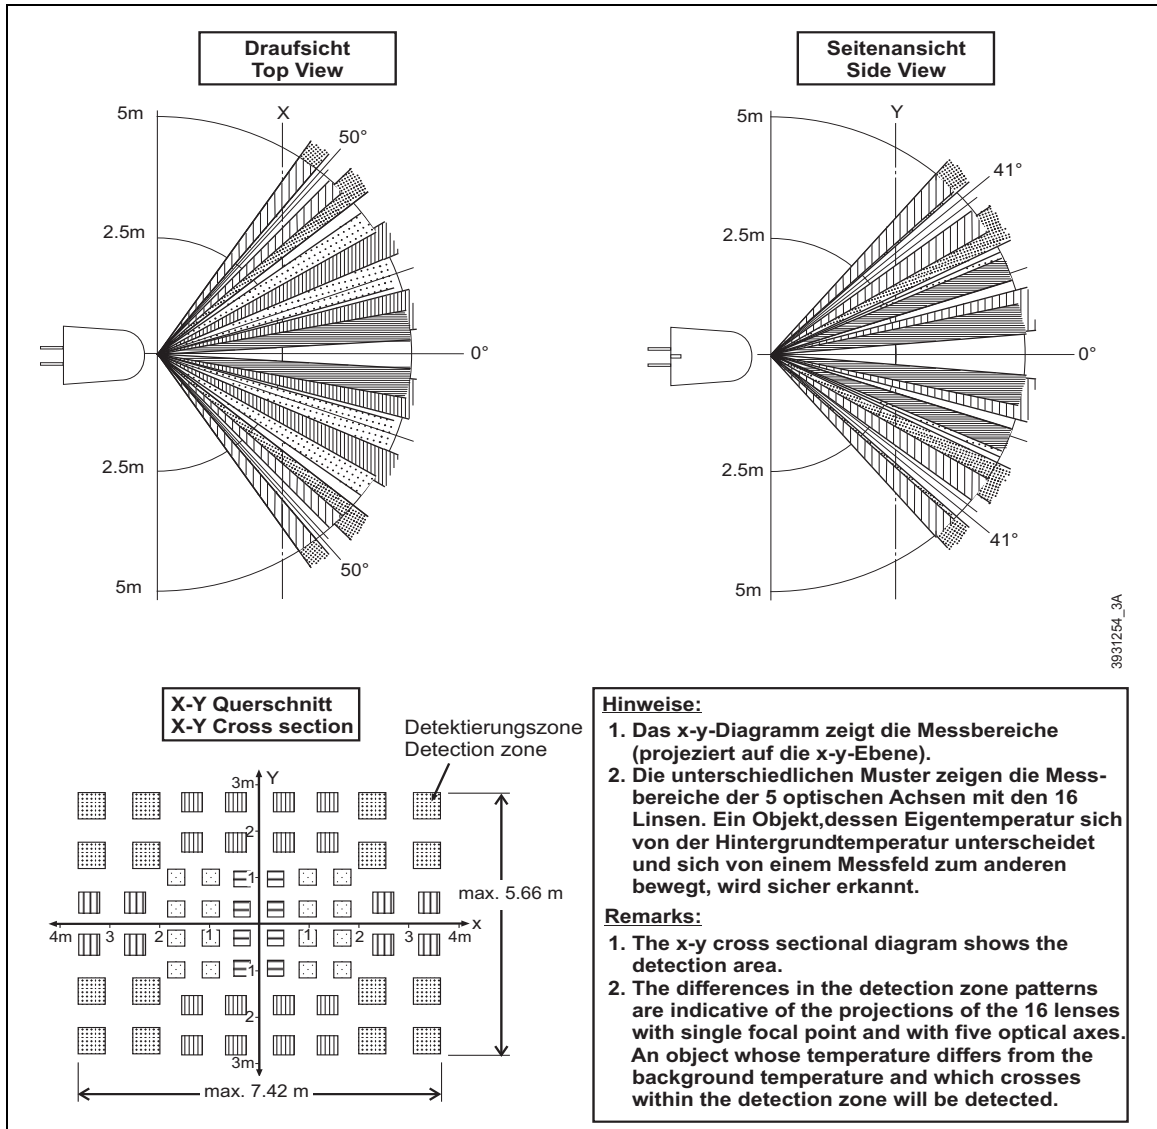 Draufsicht
Top View
5m
X
50°
2.5m
0°
2.5m
50°
5m
Seitenansicht
Side View
5m
Y
41°
2.5m
0°
2.5m
41°
5m
3931254_3A
X-Y Querschnitt
X-Y Cross section
Detektierungszone
Detection zone
3m
Y
2
1
max. 5.66 m
4m
3
2
1
1
2
3
4m
x
1
2
3m
max. 7.42 m
Hinweise:
1. Das x-y-Diagramm zeigt die Messbereiche
(projeziert auf die x-y-Ebene).
2. Die unterschiedlichen Muster zeigen die Mess-
bereiche der 5 optischen Achsen mit den 16
Linsen. Ein Objekt,dessen Eigentemperatur sich
von der Hintergrundtemperatur unterscheidet
und sich von einem Messfeld zum anderen
bewegt, wird sicher erkannt.
Remarks:
1. The x-y cross sectional diagram shows the
detection area.
2. The differences in the detection zone patterns
are indicative of the projections of the 16 lenses
with single focal point and with five optical axes.
An object whose temperature differs from the
background temperature and which crosses
within the detection zone will be detected.